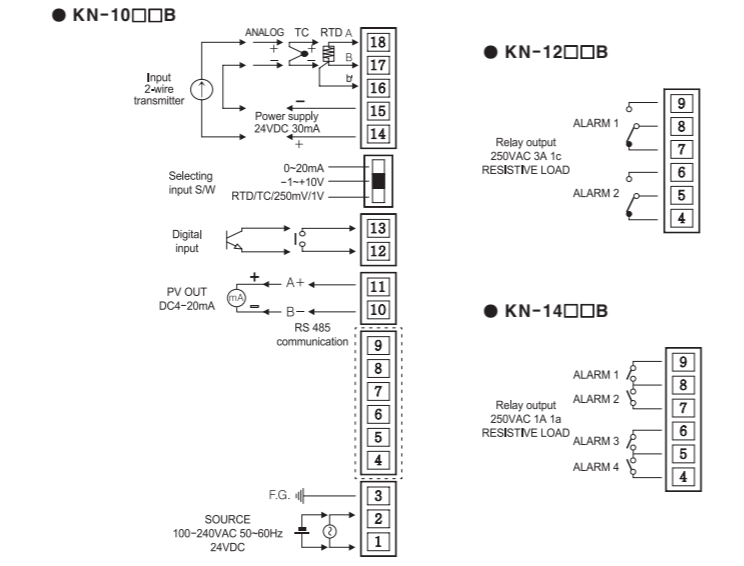 ● KN-10□□B
ANALOG TC RTD A
+ +
B
− −
b'
18
17
16
15
14
Input
2-wire
transmitter
−
Power supply
24VDC 30mA
+
Selecting
input S/W
0~20mA
−1~+10V
RTD/TC/250mV/1V
Digital
input
13
12
PV OUT
DC4−20mA
+
mA
−
A+
B−
11
10
RS 485
communication
9
8
7
6
5
4
F.G.
3
2
1
SOURCE
100−240VAC 50~60Hz
24VDC
● KN-12□□B
ALARM 1
Relay output
250VAC 3A 1c
RESISTIVE LOAD
ALARM 2
9
8
7
6
5
4
● KN-14□□B
ALARM 1
ALARM 2
Relay output
250VAC 1A 1a
RESISTIVE LOAD
ALARM 3
ALARM 4
9
8
7
6
5
4